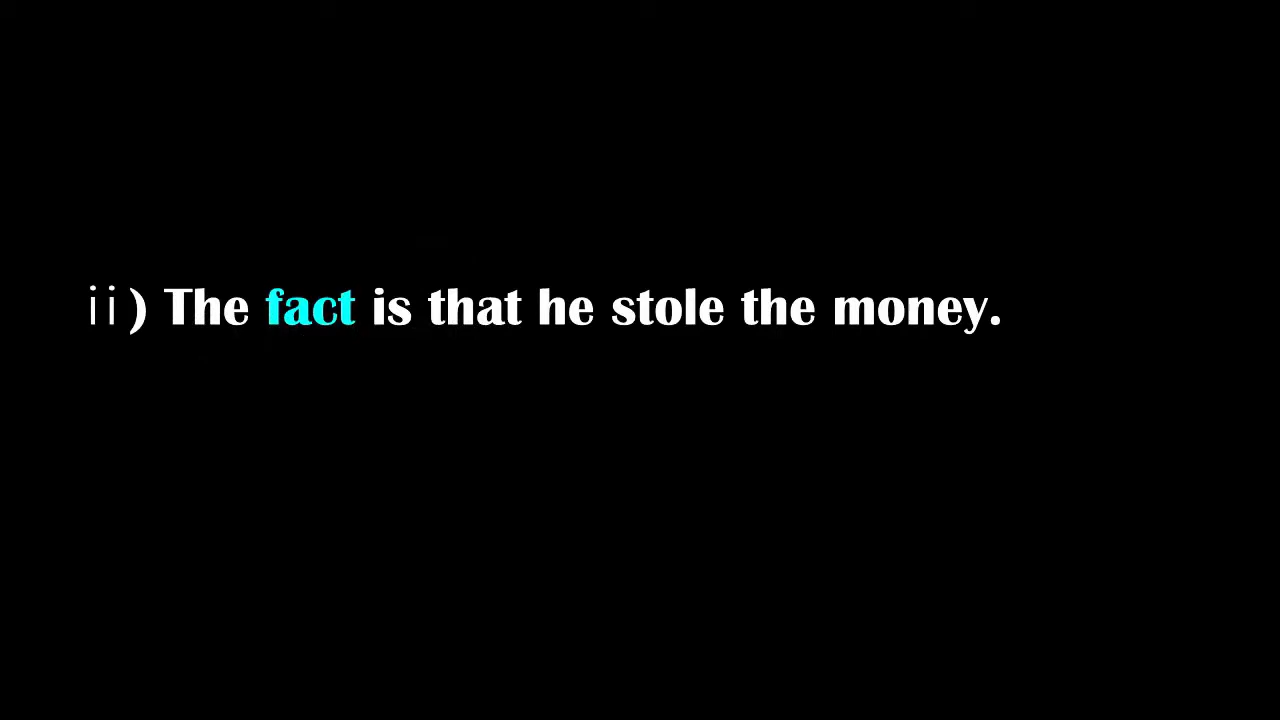 ii) The fact is that he stole the money.